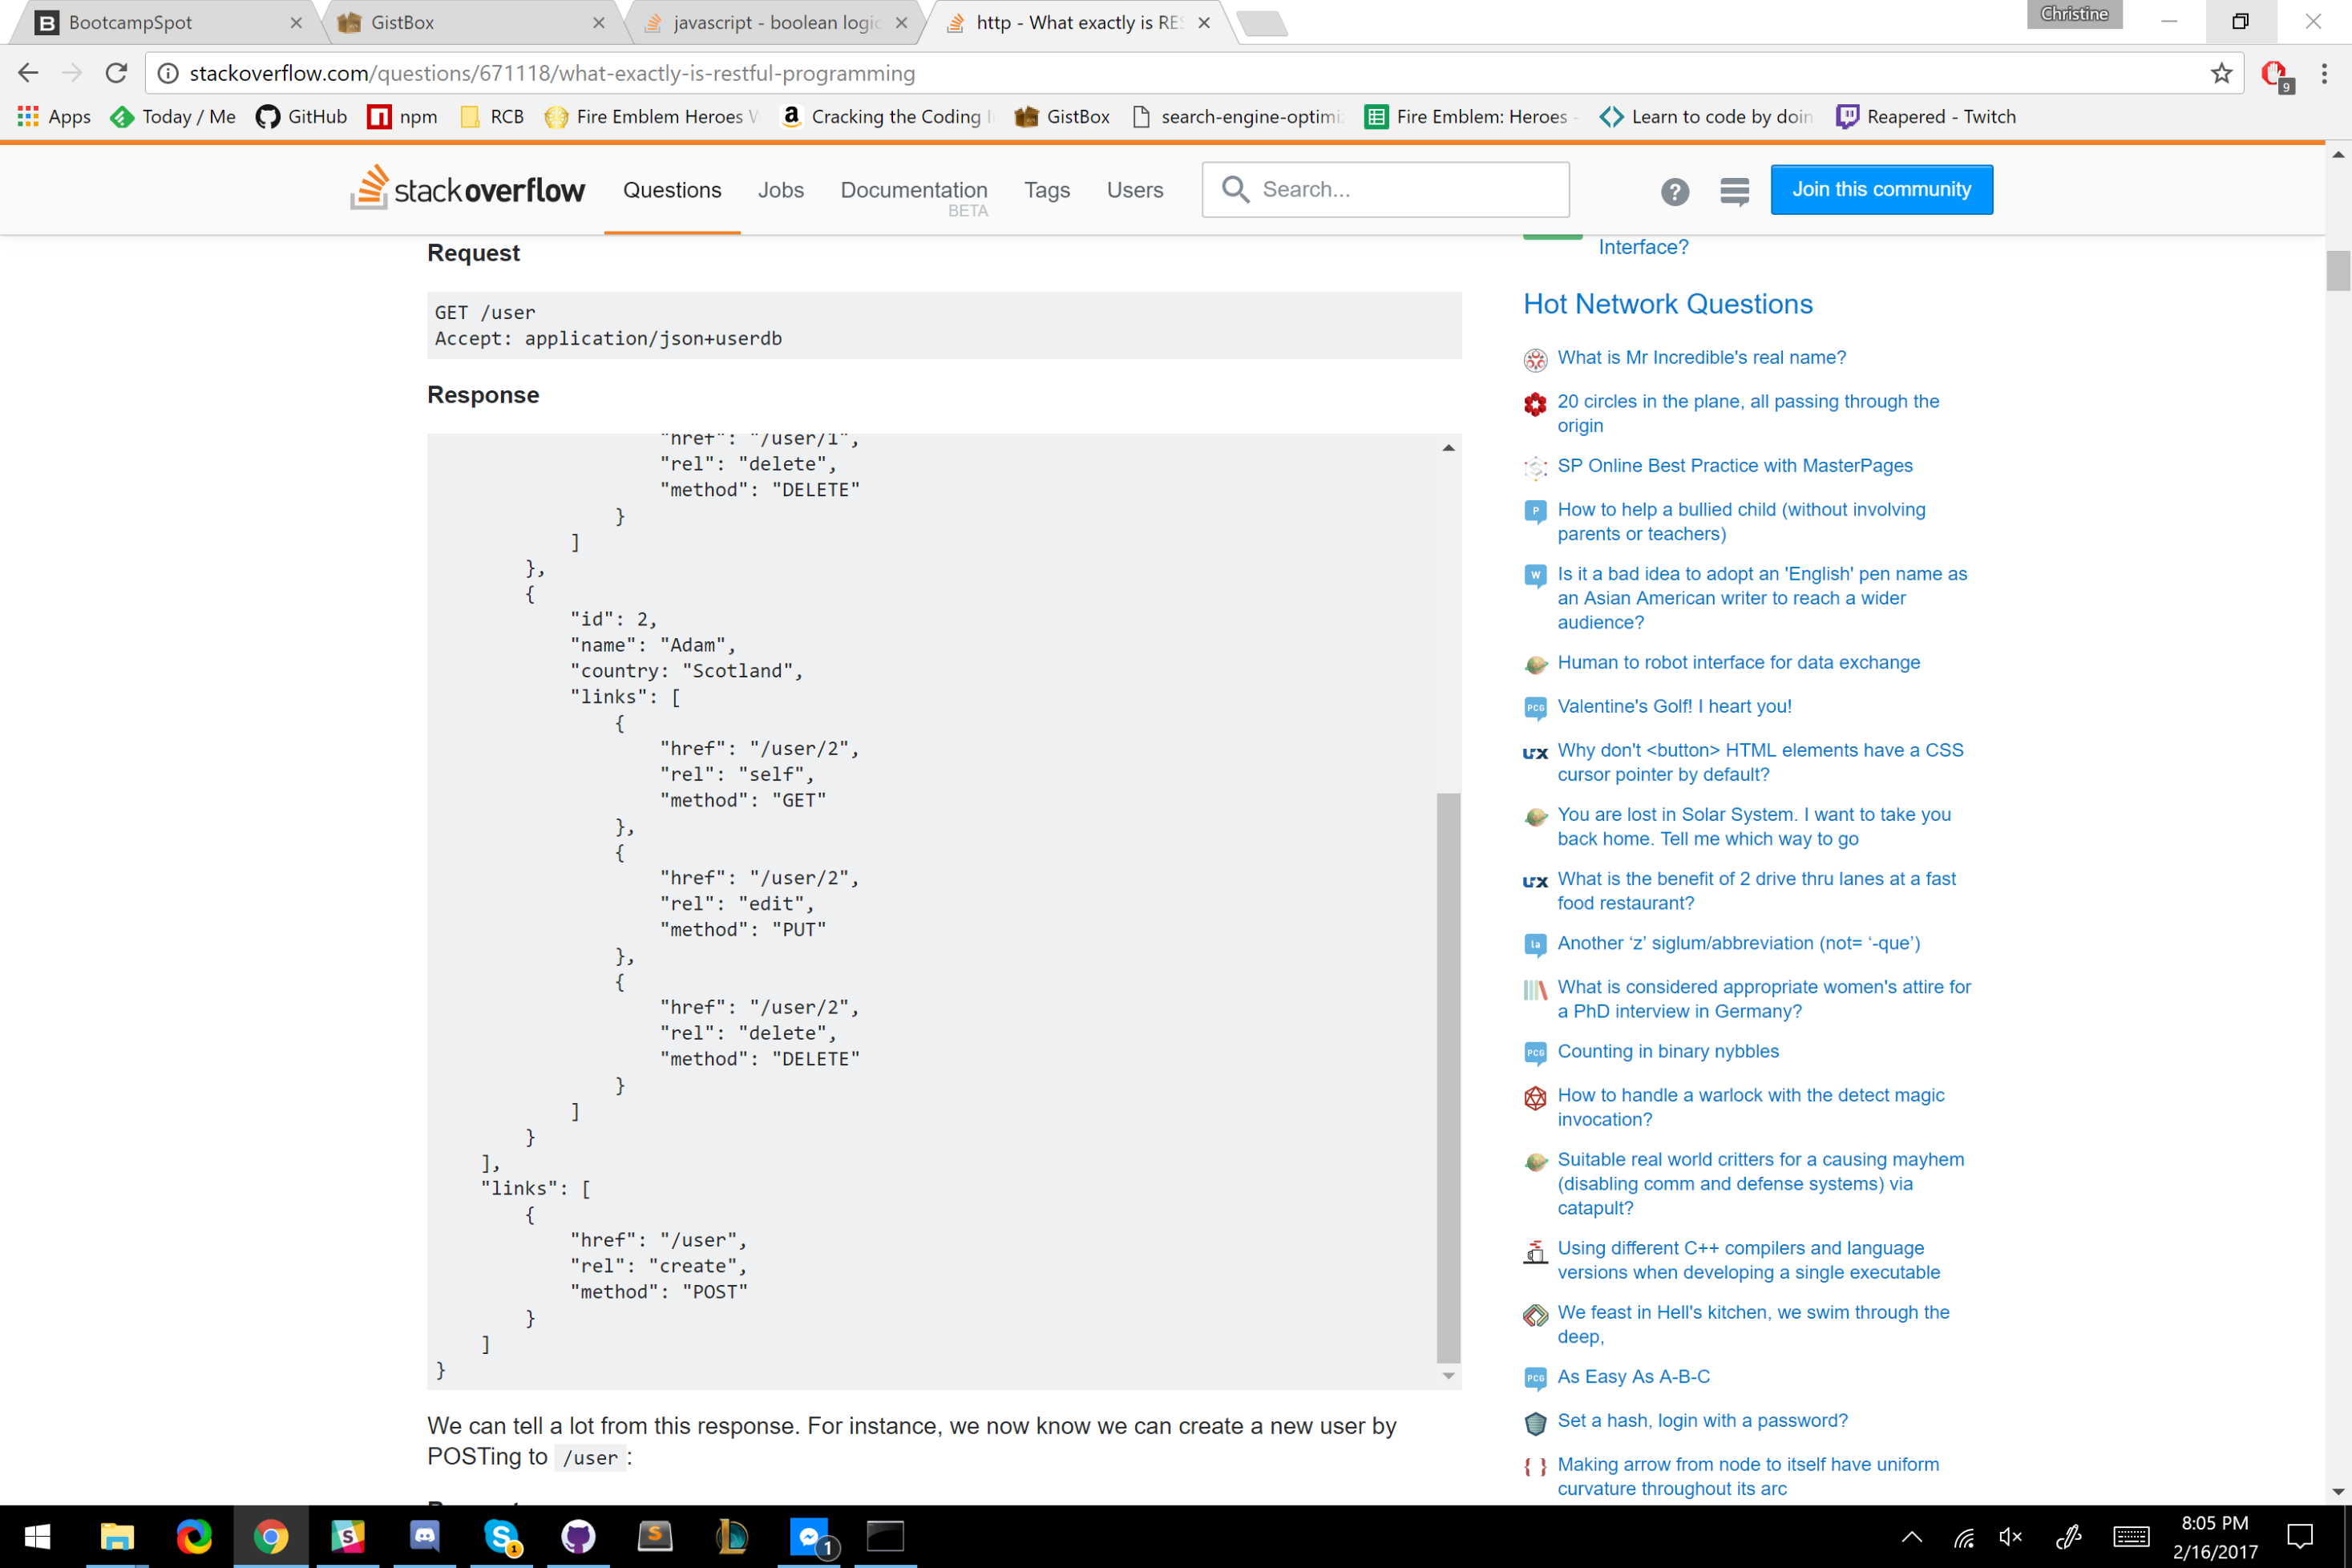 BootcampSpot
GistBox
javascript - boolean logic
http - What exactly is RES
Christine
stackoverflow.com/questions/671118/what-exactly-is-restful-programming
9
Apps
Today / Me
GitHub
npm
RCB
Fire Emblem Heroes W
Cracking the Coding I
GistBox
search-engine-optimi
Fire Emblem: Heroes -
Learn to code by doin
Reapered - Twitch
stackoverflow
Questions
Jobs
Documentation
BETA
Tags
Users
Search...
Join this community
Request
GET /user
Accept: application/json+userdb
Response
"href": "/user/1",
"rel": "delete",
"method": "DELETE"
}
]
},
{
"id": 2,
"name": "Adam",
"country: "Scotland",
"links": [
{
"href": "/user/2",
"rel": "self",
"method": "GET"
},
{
"href": "/user/2",
"rel": "edit",
"method": "PUT"
},
{
"href": "/user/2",
"rel": "delete",
"method": "DELETE"
}
]
}
],
"links": [
{
"href": "/user",
"rel": "create",
"method": "POST"
}
]
}
We can tell a lot from this response. For instance, we now know we can create a new user by
POSTing to /user :
Interface?
Hot Network Questions
What is Mr Incredible's real name?
20 circles in the plane, all passing through the
origin
SP Online Best Practice with MasterPages
How to help a bullied child (without involving
parents or teachers)
Is it a bad idea to adopt an 'English' pen name as
an Asian American writer to reach a wider
audience?
Human to robot interface for data exchange
Valentine's Golf! I heart you!
Why don't <button> HTML elements have a CSS
cursor pointer by default?
You are lost in Solar System. I want to take you
back home. Tell me which way to go
What is the benefit of 2 drive thru lanes at a fast
food restaurant?
Another ‘z’ siglum/abbreviation (not= ‘-que’)
What is considered appropriate women's attire for
a PhD interview in Germany?
Counting in binary nybbles
How to handle a warlock with the detect magic
invocation?
Suitable real world critters for a causing mayhem
(disabling comm and defense systems) via
catapult?
Using different C++ compilers and language
versions when developing a single executable
We feast in Hell's kitchen, we swim through the
deep,
As Easy As A-B-C
Set a hash, login with a password?
Making arrow from node to itself have uniform
curvature throughout its arc
8:05 PM
2/16/2017